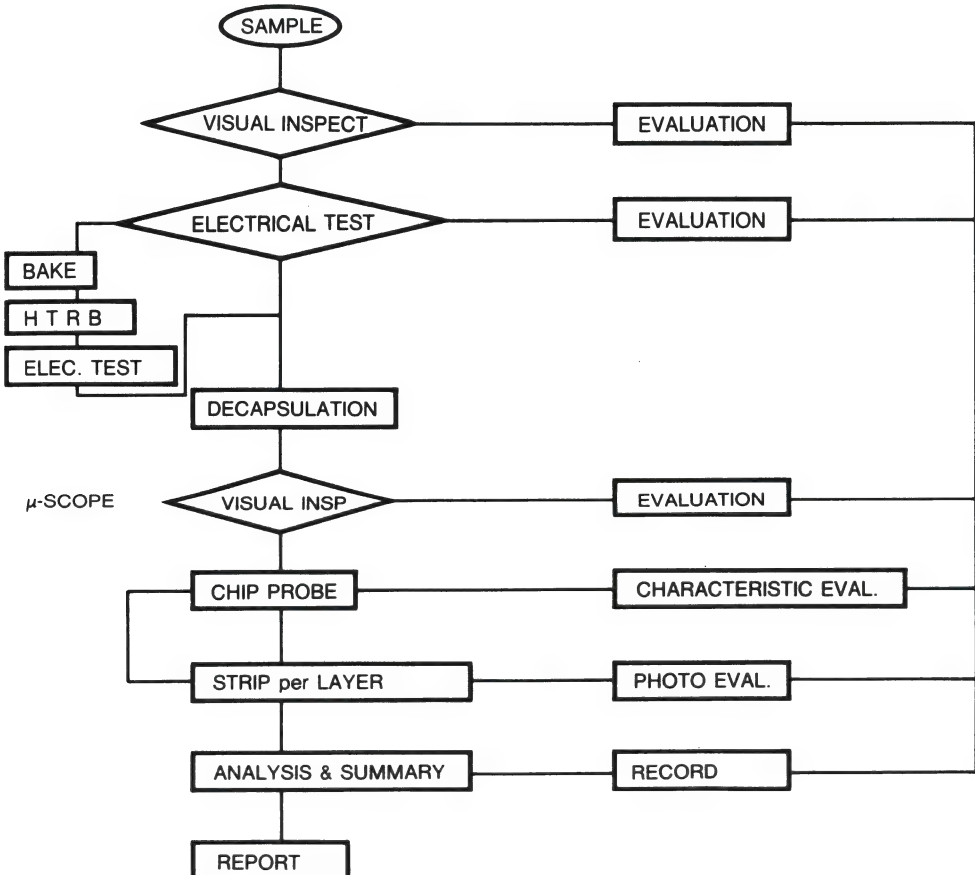 SAMPLE
VISUAL INSPECT
EVALUATION
ELECTRICAL TEST
EVALUATION
BAKE
H T R B
ELEC. TEST
DECAPSULATION
μ-SCOPE
VISUAL INSP
EVALUATION
CHIP PROBE
CHARACTERISTIC EVAL.
STRIP per LAYER
PHOTO EVAL.
ANALYSIS & SUMMARY
RECORD
REPORT